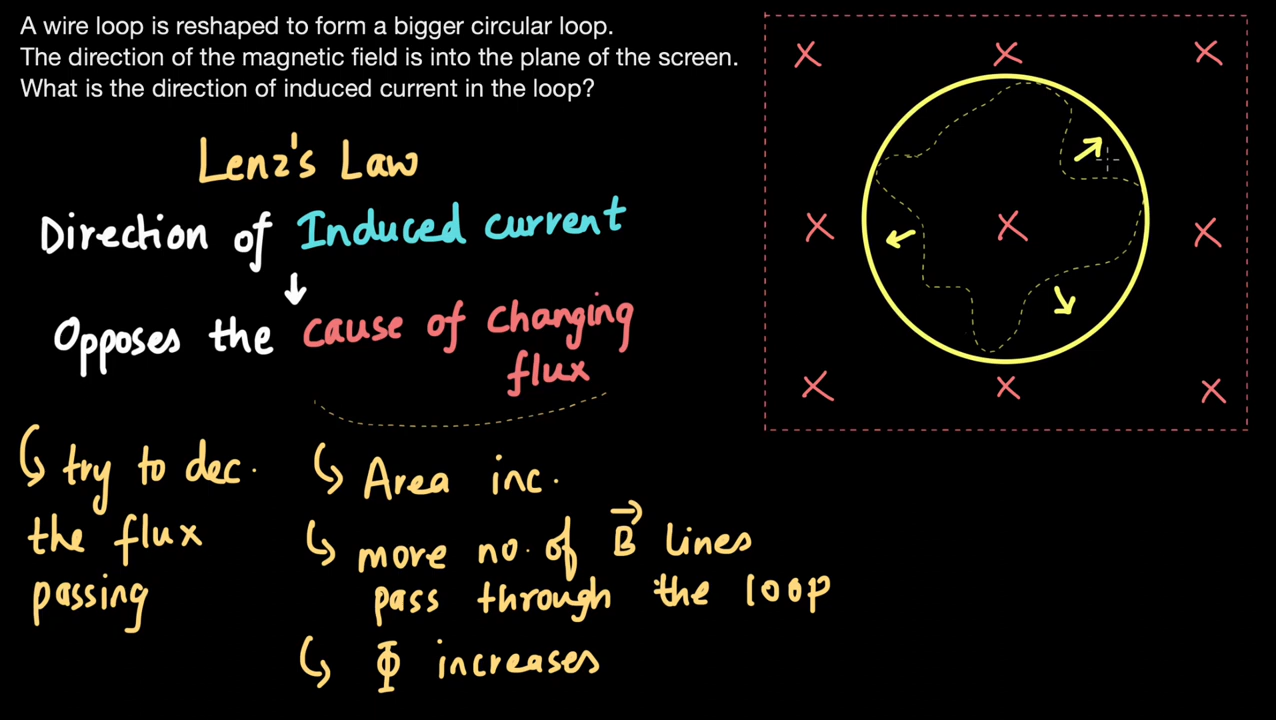 A wire loop is reshaped to form a bigger circular loop.
The direction of the magnetic field is into the plane of the screen.
What is the direction of induced current in the loop?
Lenz's Law
Direction of Induced current
↓
Opposes the cause of changing
flux
↳ try to dec.
the flux
passing
↳ Area inc.
↳ more no. of B⃗ lines
pass through the loop
↳ Φ increases
X X X
X X X
X X X